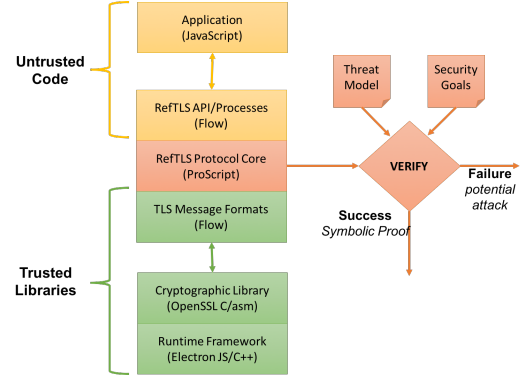 Application
(JavaScript)
Untrusted
Code
RefTLS API/Processes
(Flow)
RefTLS Protocol Core
(ProScript)
TLS Message Formats
(Flow)
Trusted
Libraries
Cryptographic Library
(OpenSSL C/asm)
Runtime Framework
(Electron JS/C++)
Threat
Model
Security
Goals
VERIFY
Failure
potential
attack
Success
Symbolic Proof